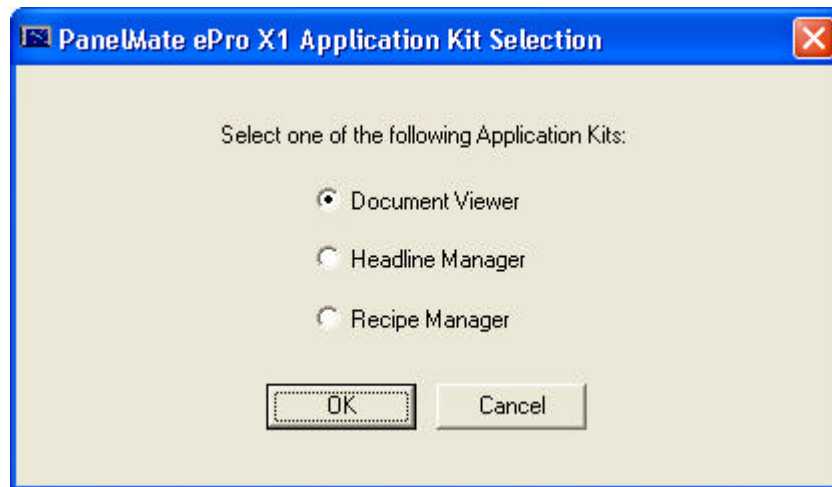 PanelMate ePro X1 Application Kit Selection
Select one of the following Application Kits:
Document Viewer
Headline Manager
Recipe Manager
OK Cancel